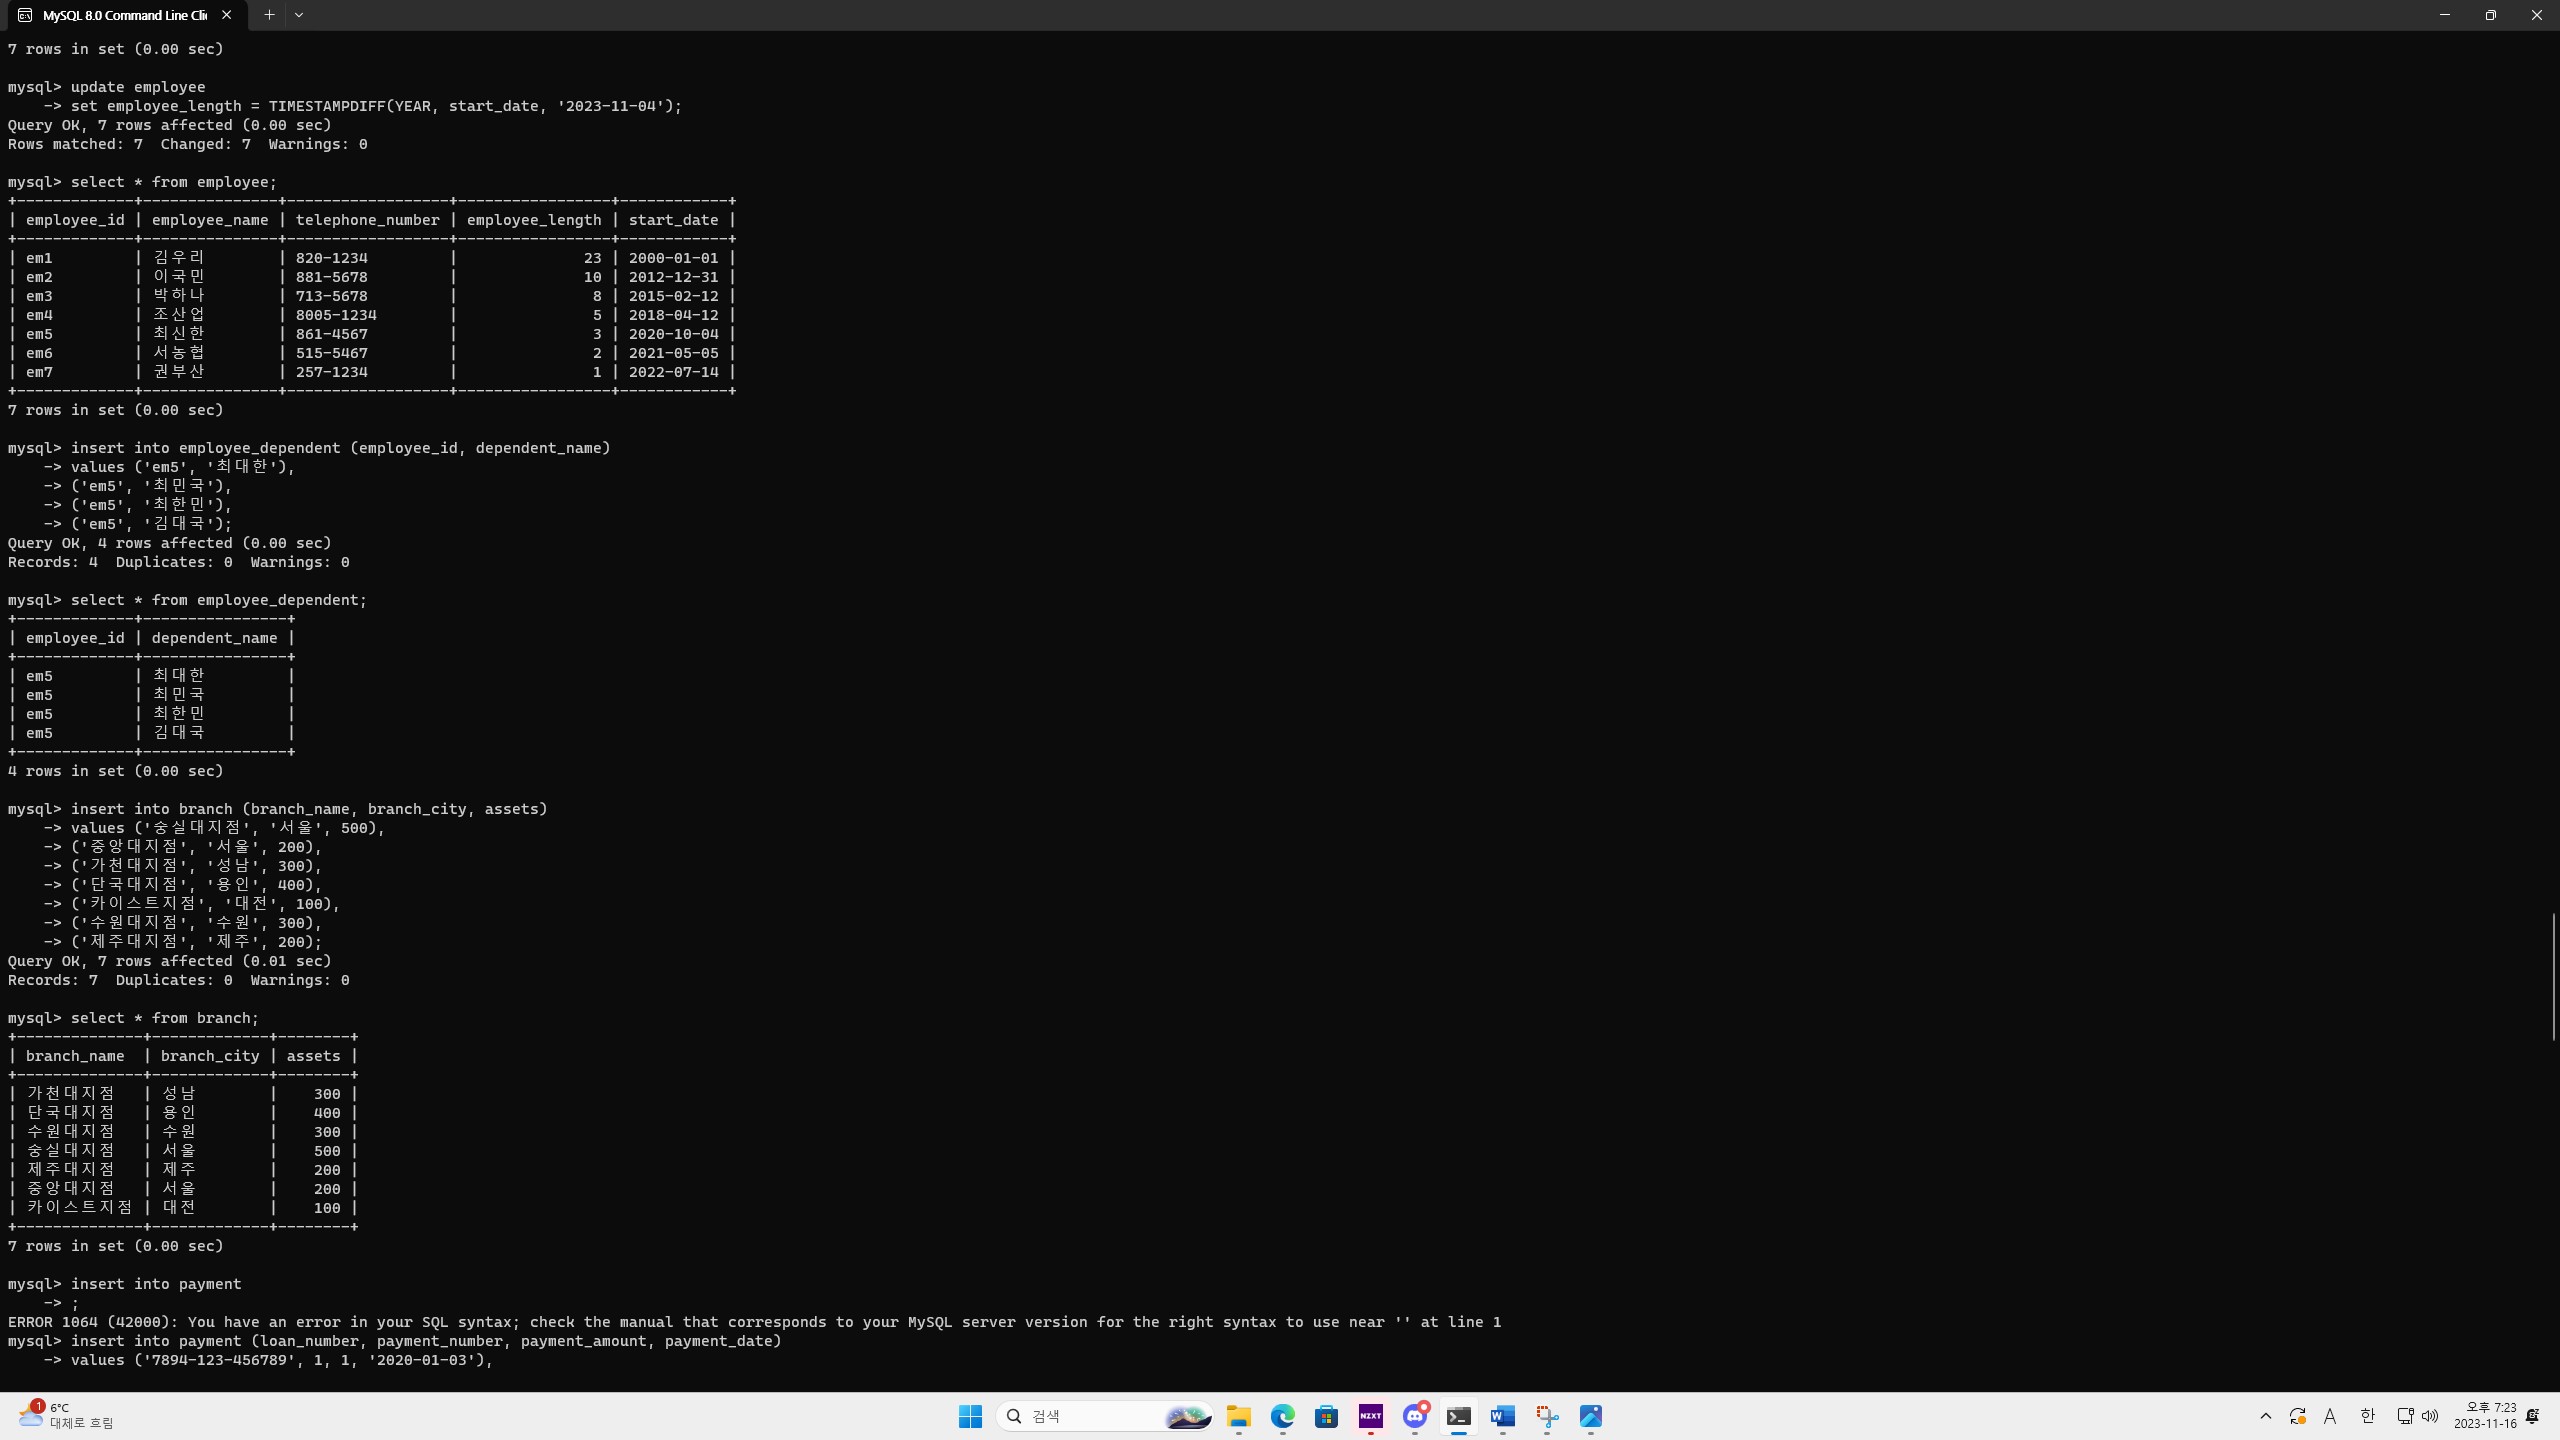 MySQL 8.0 Command Line Clie
7 rows in set (0.00 sec)
mysql> update employee
    -> set employee_length = TIMESTAMPDIFF(YEAR, start_date, '2023-11-04');
Query OK, 7 rows affected (0.00 sec)
Rows matched: 7  Changed: 7  Warnings: 0
mysql> select * from employee;
+-------------+---------------+------------------+-----------------+------------+
| employee_id | employee_name | telephone_number | employee_length | start_date |
+-------------+---------------+------------------+-----------------+------------+
| em1         | 김우리        | 820-1234         |              23 | 2000-01-01 |
| em2         | 이국민        | 881-5678         |              10 | 2012-12-31 |
| em3         | 박하나        | 713-5678         |               8 | 2015-02-12 |
| em4         | 조산업        | 8005-1234        |               5 | 2018-04-12 |
| em5         | 최신한        | 861-4567         |               3 | 2020-10-04 |
| em6         | 서농협        | 515-5467         |               2 | 2021-05-05 |
| em7         | 권부산        | 257-1234         |               1 | 2022-07-14 |
+-------------+---------------+------------------+-----------------+------------+
7 rows in set (0.00 sec)
mysql> insert into employee_dependent (employee_id, dependent_name)
    -> values ('em5', '최대한'),
    -> ('em5', '최민국'),
    -> ('em5', '최한민'),
    -> ('em5', '김대국');
Query OK, 4 rows affected (0.00 sec)
Records: 4  Duplicates: 0  Warnings: 0
mysql> select * from employee_dependent;
+-------------+----------------+
| employee_id | dependent_name |
+-------------+----------------+
| em5         | 최대한         |
| em5         | 최민국         |
| em5         | 최한민         |
| em5         | 김대국         |
+-------------+----------------+
4 rows in set (0.00 sec)
mysql> insert into branch (branch_name, branch_city, assets)
    -> values ('숭실대지점', '서울', 500),
    -> ('중앙대지점', '서울', 200),
    -> ('가천대지점', '성남', 300),
    -> ('단국대지점', '용인', 400),
    -> ('카이스트지점', '대전', 100),
    -> ('수원대지점', '수원', 300),
    -> ('제주대지점', '제주', 200);
Query OK, 7 rows affected (0.01 sec)
Records: 7  Duplicates: 0  Warnings: 0
mysql> select * from branch;
+--------------+-------------+--------+
| branch_name  | branch_city | assets |
+--------------+-------------+--------+
| 가천대지점   | 성남        |    300 |
| 단국대지점   | 용인        |    400 |
| 수원대지점   | 수원        |    300 |
| 숭실대지점   | 서울        |    500 |
| 제주대지점   | 제주        |    200 |
| 중앙대지점   | 서울        |    200 |
| 카이스트지점 | 대전        |    100 |
+--------------+-------------+--------+
7 rows in set (0.00 sec)
mysql> insert into payment
    -> ;
ERROR 1064 (42000): You have an error in your SQL syntax; check the manual that corresponds to your MySQL server version for the right syntax to use near '' at line 1
mysql> insert into payment (loan_number, payment_number, payment_amount, payment_date)
    -> values ('7894-123-456789', 1, 1, '2020-01-03'),
1
6°C
대체로 흐림
검색
NZXT
W
A
한
오후 7:23
2023-11-16